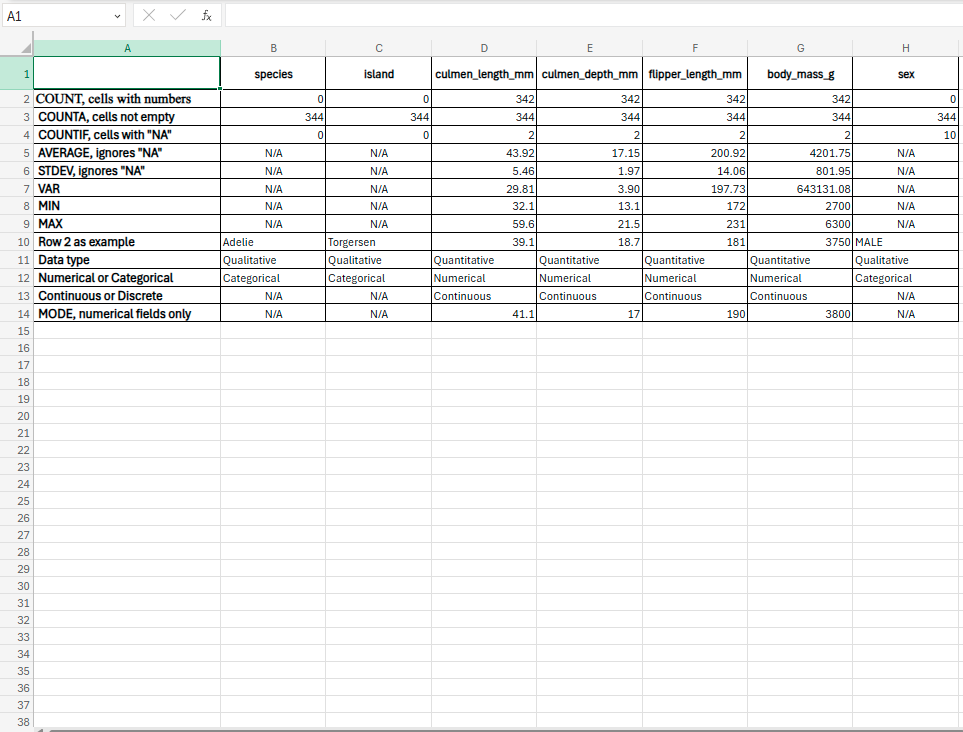 A1 fx
A B C D E F G H
1 species island culmen_length_mm culmen_depth_mm flipper_length_mm body_mass_g sex
2 COUNT, cells with numbers 0 0 342 342 342 342 0
3 COUNTA, cells not empty 344 344 344 344 344 344 344
4 COUNTIF, cells with "NA" 0 0 2 2 2 2 10
5 AVERAGE, ignores "NA" N/A N/A 43.92 17.15 200.92 4201.75 N/A
6 STDEV, ignores "NA" N/A N/A 5.46 1.97 14.06 801.95 N/A
7 VAR N/A N/A 29.81 3.90 197.73 643131.08 N/A
8 MIN N/A N/A 32.1 13.1 172 2700 N/A
9 MAX N/A N/A 59.6 21.5 231 6300 N/A
10 Row 2 as example Adelie Torgersen 39.1 18.7 181 3750 MALE
11 Data type Qualitative Qualitative Quantitative Quantitative Quantitative Quantitative Qualitative
12 Numerical or Categorical Categorical Categorical Numerical Numerical Numerical Numerical Categorical
13 Continuous or Discrete N/A N/A Continuous Continuous Continuous Continuous N/A
14 MODE, numerical fields only N/A N/A 41.1 17 190 3800 N/A
15
16
17
18
19
20
21
22
23
24
25
26
27
28
29
30
31
32
33
34
35
36
37
38